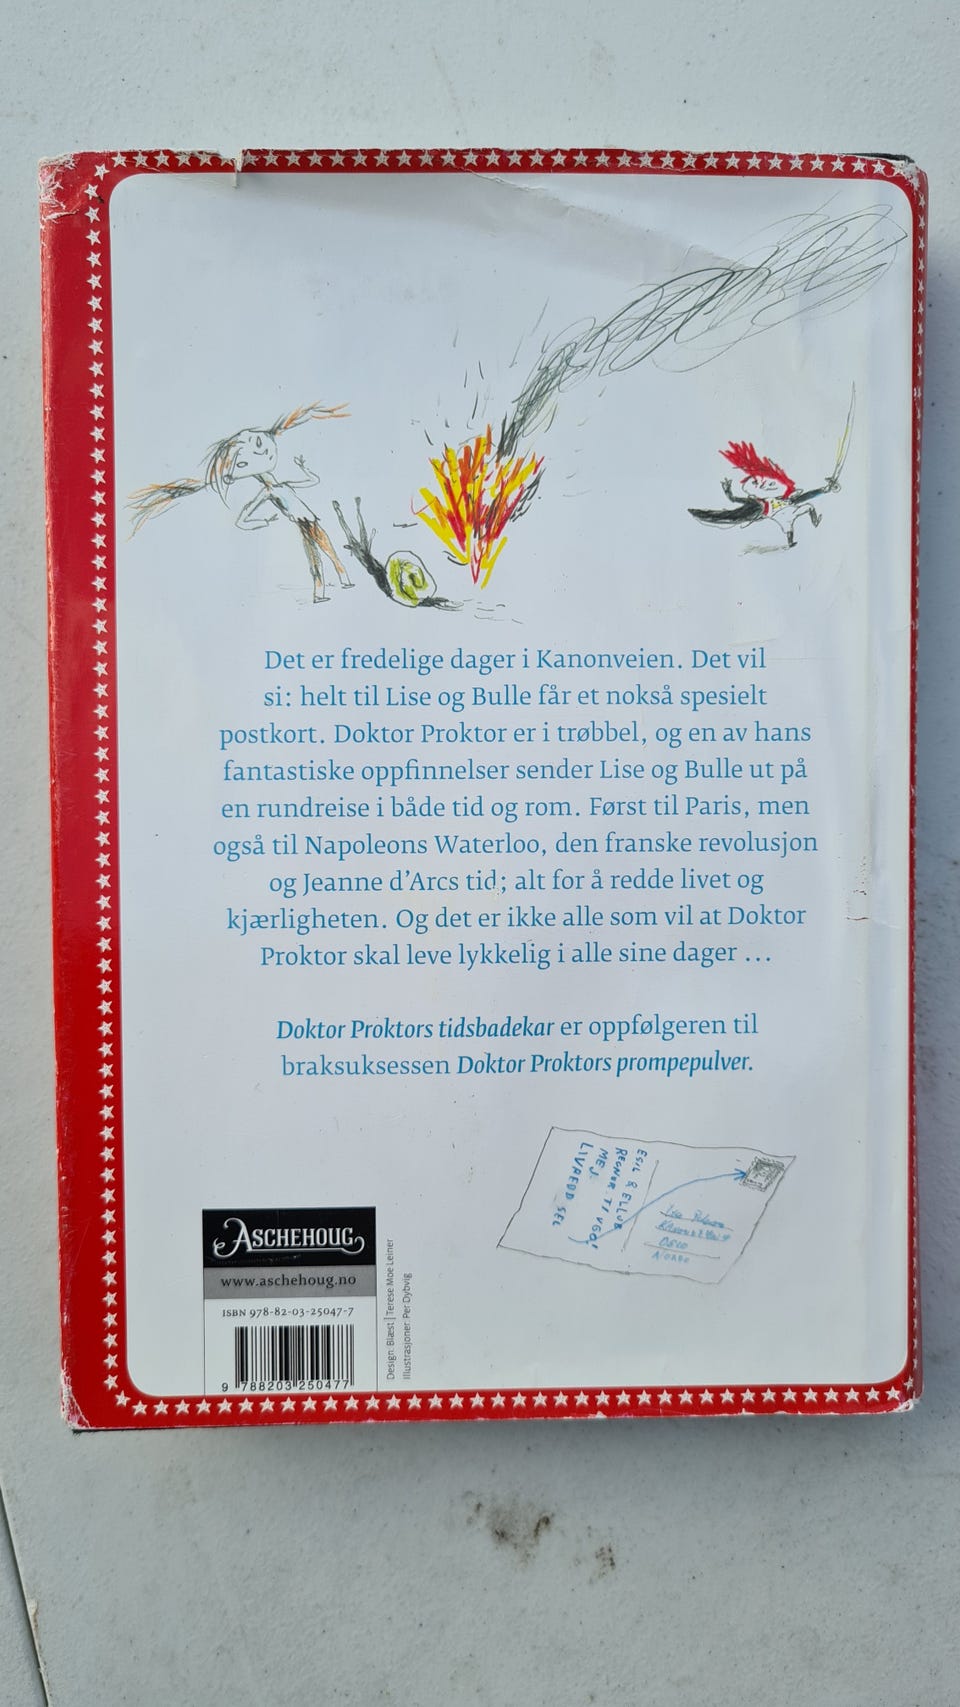 Det er fredelige dager i Kanonveien. Det vil
si: helt til Lise og Bulle får et nokså spesielt
postkort. Doktor Proktor er i trøbbel, og en av hans
fantastiske oppfinnelser sender Lise og Bulle ut på
en rundreise i både tid og rom. Først til Paris, men
også til Napoleons Waterloo, den franske revolusjon
og Jeanne d’Arcs tid; alt for å redde livet og
kjærligheten. Og det er ikke alle som vil at Doktor
Proktor skal leve lykkelig i alle sine dager ...
Doktor Proktors tidsbadekar er oppfølgeren til
braksuksessen Doktor Proktors prompepulver.
ESIL & ELLUB
MEJ
OSLO
ASCHEHOUG
www.aschehoug.no
ISBN 978-82-03-25047-7
9 788203 250477
Design: Blæst | Terese Moe Leiner
Illustrasjoner: Per Dybvig